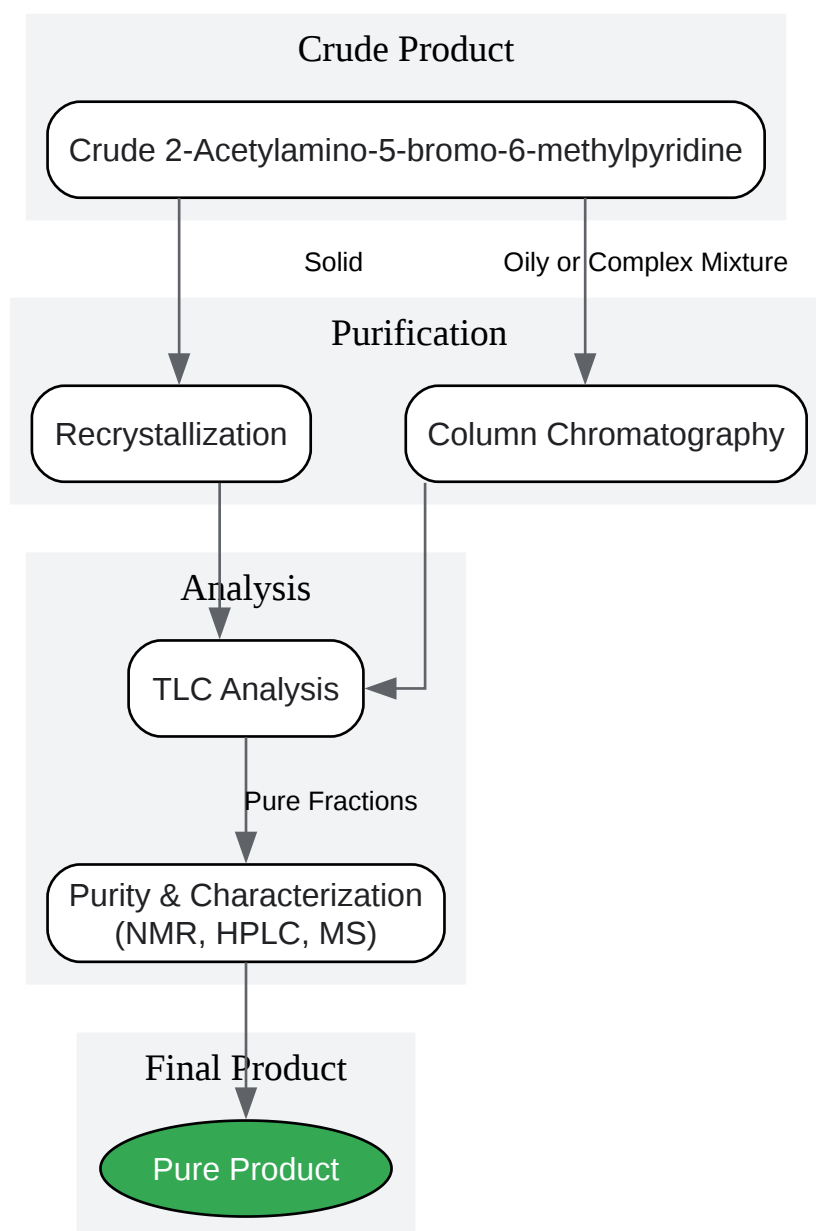 Crude Product
Crude 2-Acetylamino-5-bromo-6-methylpyridine
Solid
Oily or Complex Mixture
Purification
Recrystallization
Column Chromatography
Analysis
TLC Analysis
Pure Fractions
Purity & Characterization
(NMR, HPLC, MS)
Final Product
Pure Product